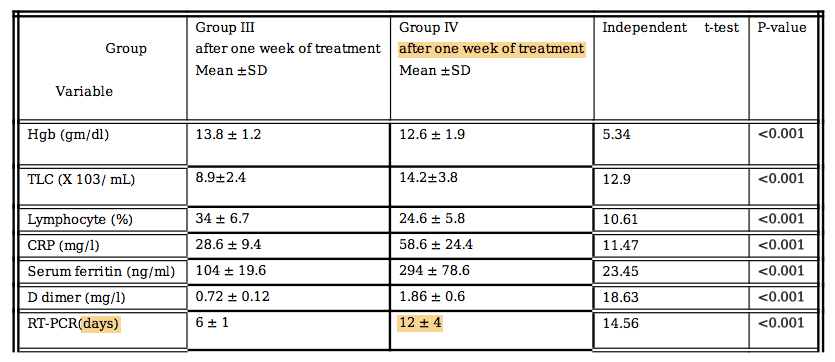 Group
Variable
Group III
after one week of treatment
Mean ±SD
Group IV
after one week of treatment
Mean ±SD
Independent t-test
P-value
Hgb (gm/dl) 13.8 ± 1.2 12.6 ± 1.9 5.34 <0.001
TLC (X 103/ mL) 8.9±2.4 14.2±3.8 12.9 <0.001
Lymphocyte (%) 34 ± 6.7 24.6 ± 5.8 10.61 <0.001
CRP (mg/l) 28.6 ± 9.4 58.6 ± 24.4 11.47 <0.001
Serum ferritin (ng/ml) 104 ± 19.6 294 ± 78.6 23.45 <0.001
D dimer (mg/l) 0.72 ± 0.12 1.86 ± 0.6 18.63 <0.001
RT-PCR(days) 6 ± 1 12 ± 4 14.56 <0.001